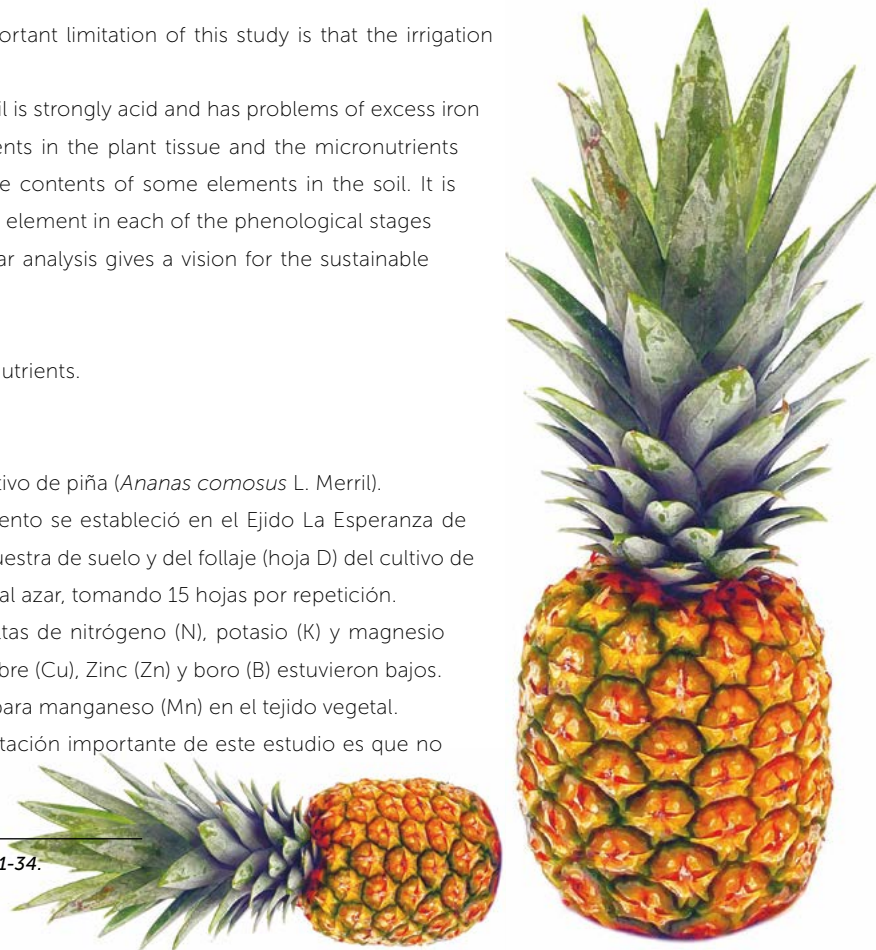 ortant limitation of this study is that the irrigation
il is strongly acid and has problems of excess iron
ents in the plant tissue and the micronutrients
e contents of some elements in the soil. It is
element in each of the phenological stages
ar analysis gives a vision for the sustainable
utrients.
tivo de piña (Ananas comosus L. Merril).
ento se estableció en el Ejido La Esperanza de
uestra de suelo y del follaje (hoja D) del cultivo de
al azar, tomando 15 hojas por repetición.
ltas de nitrógeno (N), potasio (K) y magnesio
bre (Cu), Zinc (Zn) y boro (B) estuvieron bajos.
para manganeso (Mn) en el tejido vegetal.
tación importante de este estudio es que no
1-34.